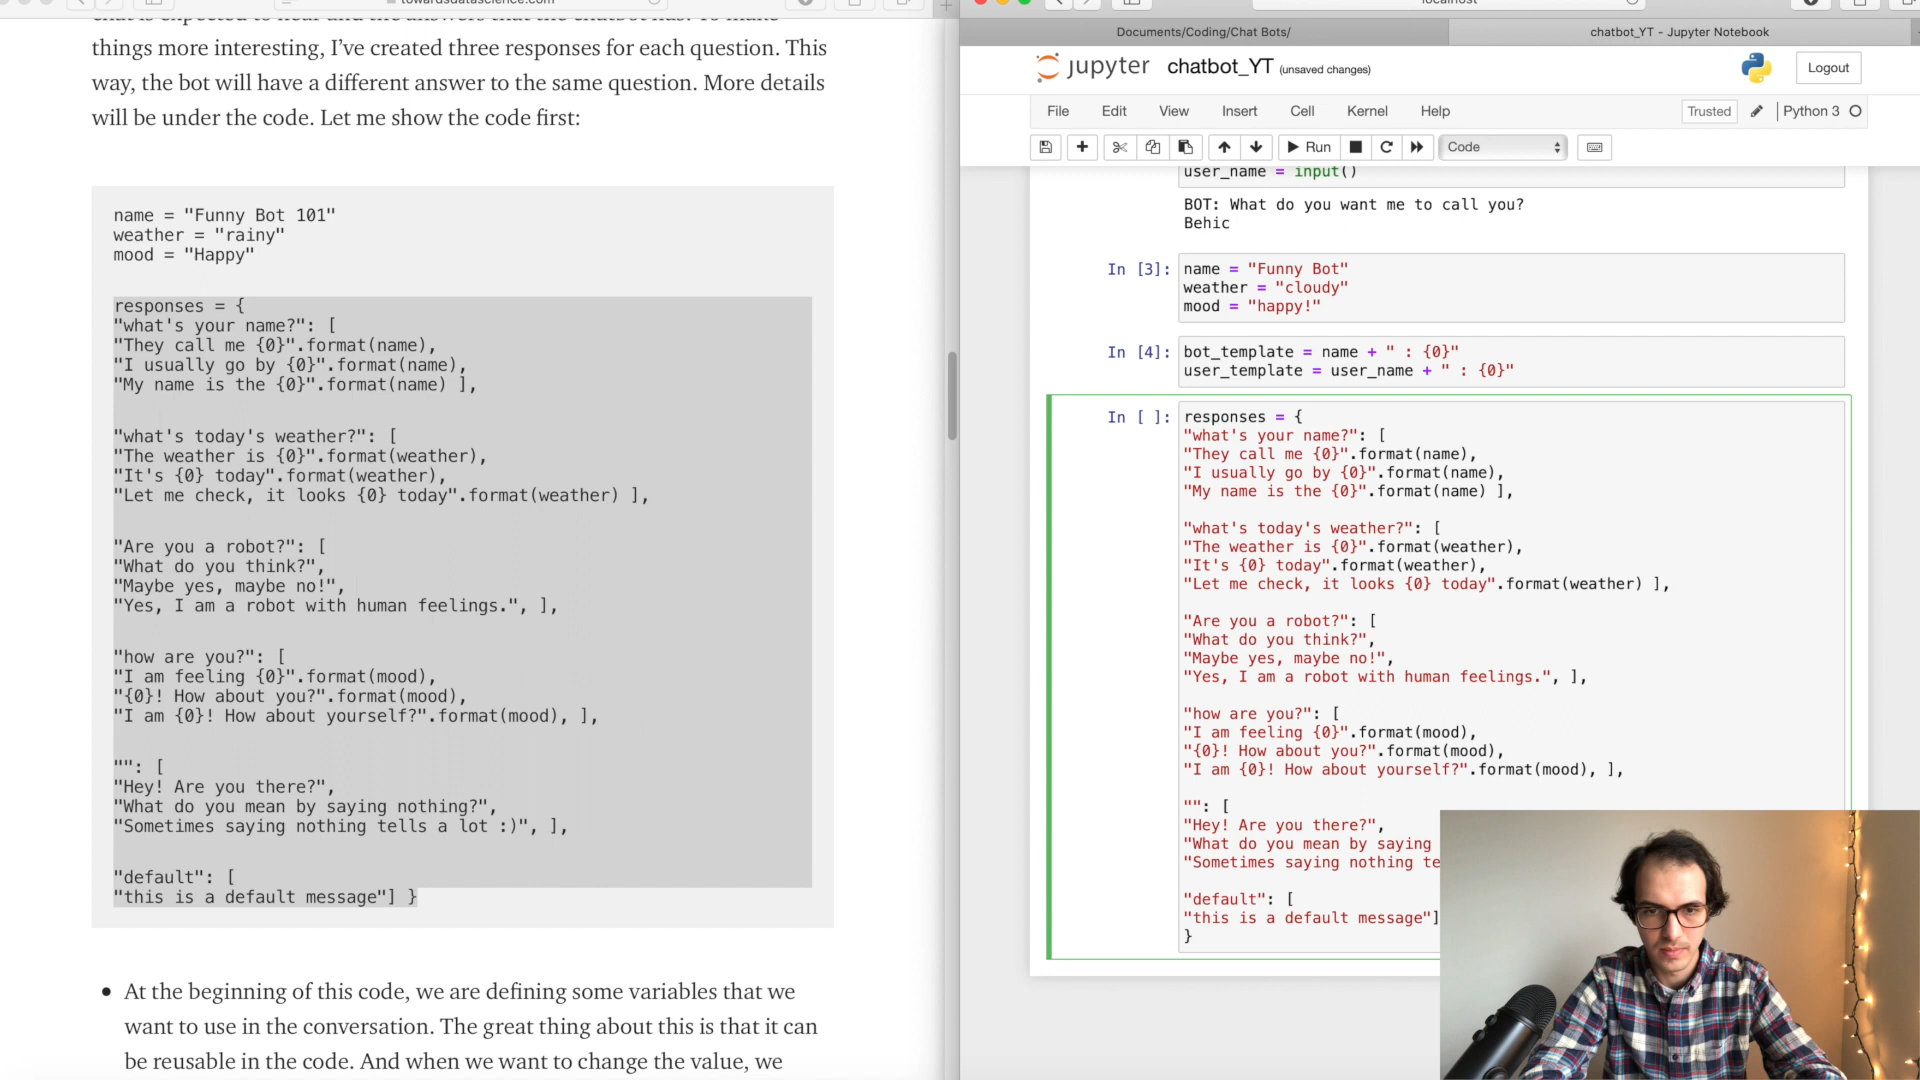 towardsdatascience.com
that is expected to hear and the answers that the chatbot has. To make
things more interesting, I've created three responses for each question. This
way, the bot will have a different answer to the same question. More details
will be under the code. Let me show the code first:
name = "Funny Bot 101"
weather = "rainy"
mood = "Happy"
responses = {
"what's your name?": [
"They call me {0}".format(name),
"I usually go by {0}".format(name),
"My name is the {0}".format(name) ],
"what's today's weather?": [
"The weather is {0}".format(weather),
"It's {0} today".format(weather),
"Let me check, it looks {0} today".format(weather) ],
"Are you a robot?": [
"What do you think?",
"Maybe yes, maybe no!",
"Yes, I am a robot with human feelings.", ],
"how are you?": [
"I am feeling {0}".format(mood),
"{0}! How about you?".format(mood),
"I am {0}! How about yourself?".format(mood), ],
"": [
"Hey! Are you there?",
"What do you mean by saying nothing?",
"Sometimes saying nothing tells a lot :)", ],
"default": [
"this is a default message"] }
• At the beginning of this code, we are defining some variables that we
want to use in the conversation. The great thing about this is that it can
be reusable in the code. And when we want to change the value, we
localhost
Documents/Coding/Chat Bots/
chatbot_YT - Jupyter Notebook
jupyter chatbot_YT (unsaved changes)
Logout
File Edit View Insert Cell Kernel Help
Trusted Python 3
Run Code
user_name = input()
BOT: What do you want me to call you?
Behic
In [3]: name = "Funny Bot"
weather = "cloudy"
mood = "happy!"
In [4]: bot_template = name + " : {0}"
user_template = user_name + " : {0}"
In [ ]: responses = {
"what's your name?": [
"They call me {0}".format(name),
"I usually go by {0}".format(name),
"My name is the {0}".format(name) ],
"what's today's weather?": [
"The weather is {0}".format(weather),
"It's {0} today".format(weather),
"Let me check, it looks {0} today".format(weather) ],
"Are you a robot?": [
"What do you think?",
"Maybe yes, maybe no!",
"Yes, I am a robot with human feelings.", ],
"how are you?": [
"I am feeling {0}".format(mood),
"{0}! How about you?".format(mood),
"I am {0}! How about yourself?".format(mood), ],
"": [
"Hey! Are you there?",
"What do you mean by saying
"Sometimes saying nothing te
"default": [
"this is a default message"]
}